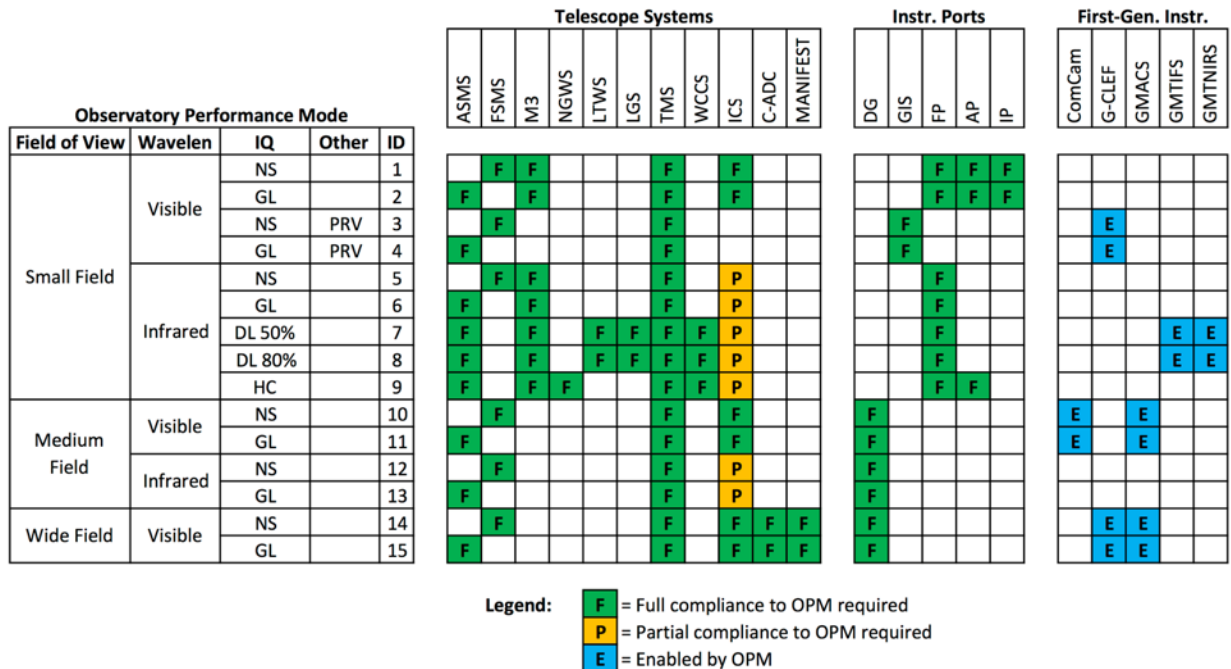 Telescope Systems Instr. Ports First-Gen. Instr.
ASMS FSMS M3 NGWS LTWS LGS TMS WCCS ICS C-ADC MANIFEST DG GIS FP AP IP ComCam G-CLEF GMACS GMTIFS GMTNIRS
Observatory Performance Mode
Field of View Wavelen IQ Other ID
Small Field Visible NS 1 F F F F F F F
GL 2 F F F F F F F
NS PRV 3 F F F E
GL PRV 4 F F F E
Infrared NS 5 F F F P F
GL 6 F F F P F
DL 50% 7 F F F F F F P F E E
DL 80% 8 F F F F F F P F E E
HC 9 F F F F F P F F
Medium Field Visible NS 10 F F F F E E
GL 11 F F F F E E
Infrared NS 12 F F P F
GL 13 F F P F
Wide Field Visible NS 14 F F F F F F E E
GL 15 F F F F F F E E
Legend: F = Full compliance to OPM required
P = Partial compliance to OPM required
E = Enabled by OPM